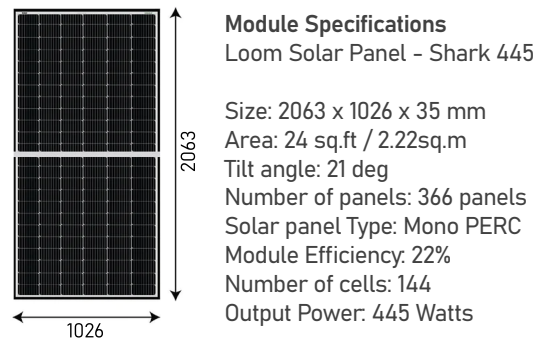 Module Specifications
Loom Solar Panel - Shark 445
Size: 2063 x 1026 x 35 mm
Area: 24 sq.ft / 2.22sq.m
Tilt angle: 21 deg
Number of panels: 366 panels
Solar panel Type: Mono PERC
Module Efficiency: 22%
Number of cells: 144
Output Power: 445 Watts
2063
1026